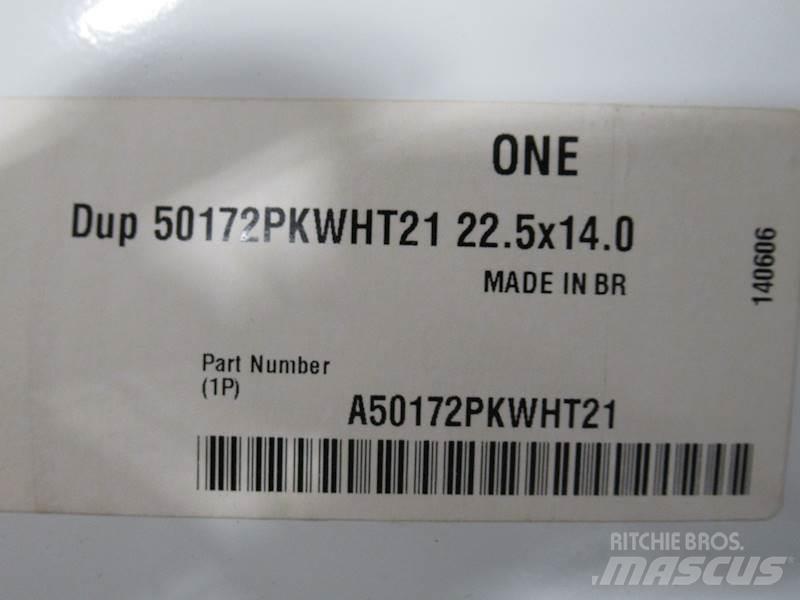 ONE
Dup 50172PKWHT21 22.5x14.0
MADE IN BR
140606
Part Number
(1P)
A50172PKWHT21
RITCHIE BROS.
MASCUS